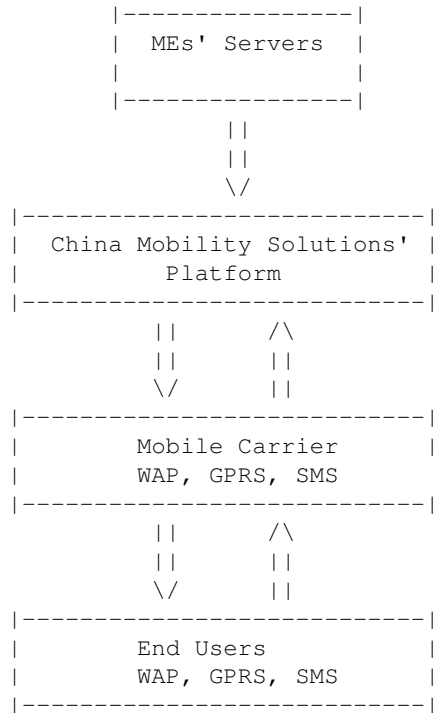 MEs' Servers
China Mobility Solutions'
Platform
Mobile Carrier
WAP, GPRS, SMS
End Users
WAP, GPRS, SMS